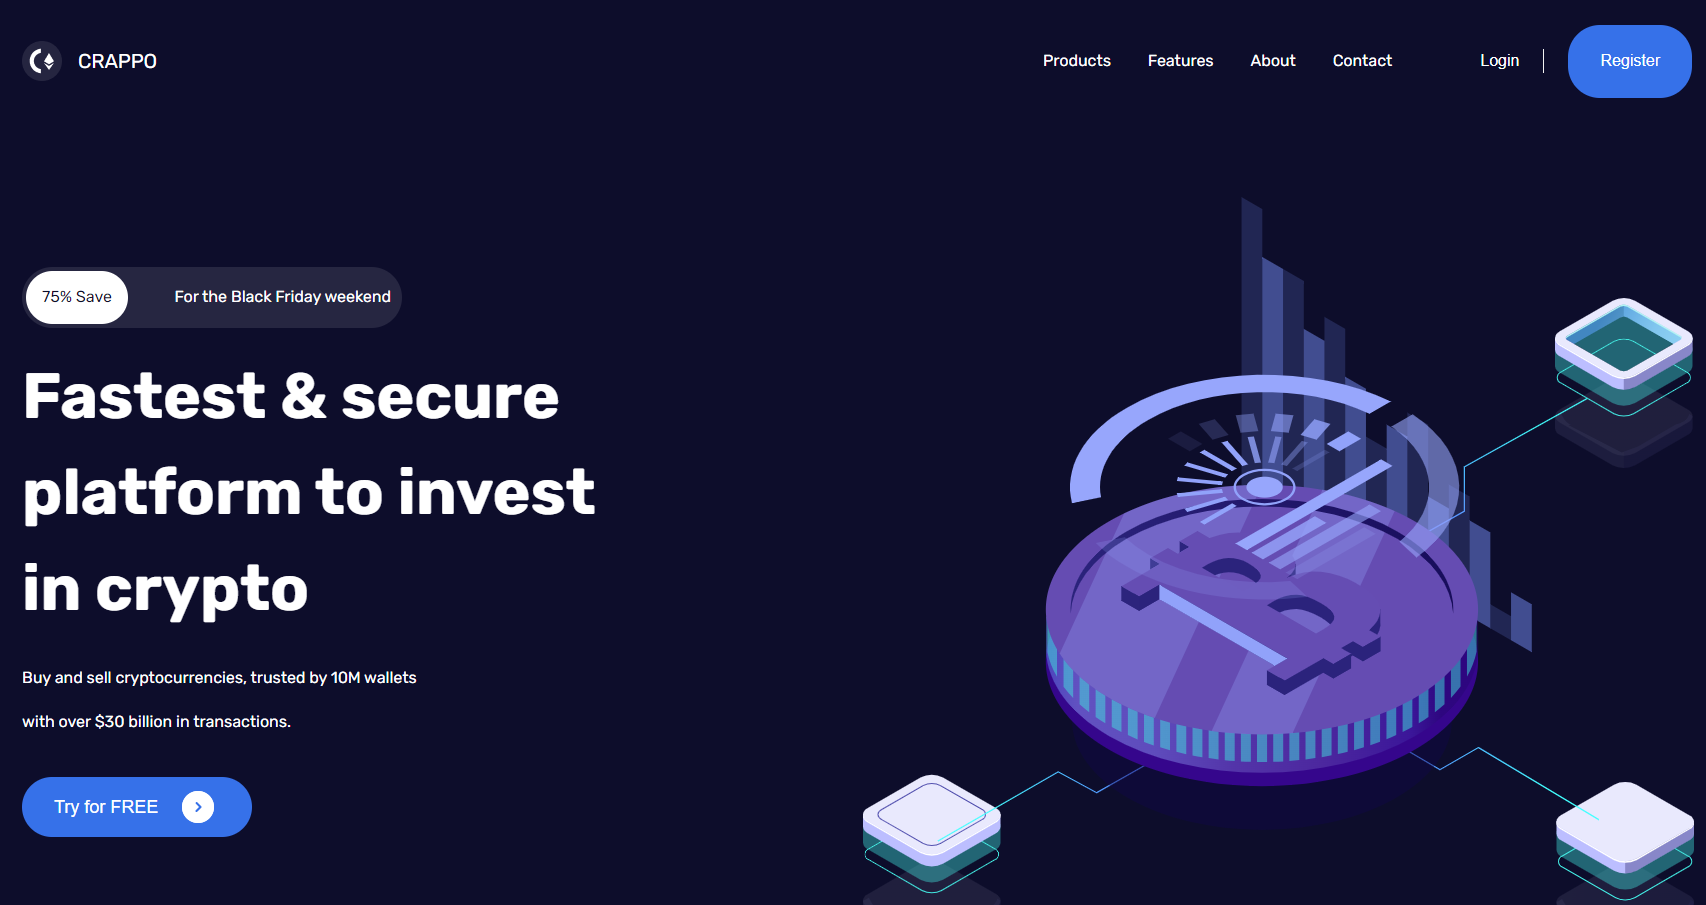 CRAPPO
Products
Features
About
Contact
Login
Register
75% Save
For the Black Friday weekend
Fastest & secure
platform to invest
in crypto
Buy and sell cryptocurrencies, trusted by 10M wallets
with over $30 billion in transactions.
Try for FREE